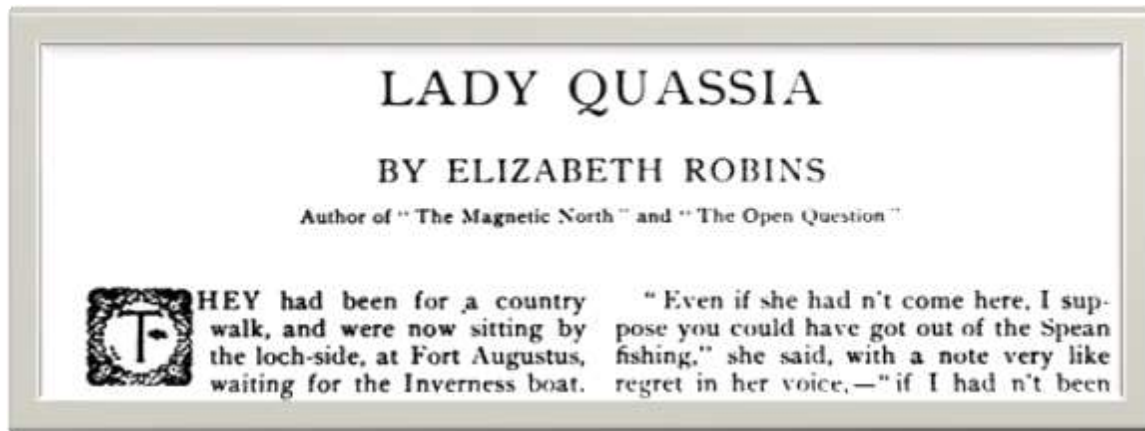 LADY QUASSIA
BY ELIZABETH ROBINS
Author of "The Magnetic North" and "The Open Question"
THEY had been for a country
walk, and were now sitting by
the loch-side, at Fort Augustus,
waiting for the Inverness boat.
"Even if she had n't come here, I sup-
pose you could have got out of the Spean
fishing," she said, with a note very like
regret in her voice,—"if I had n't been